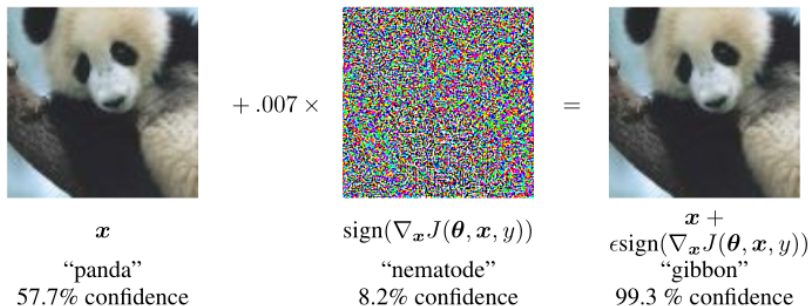 + .007 ×
=
x
sign(∇ₓJ(θ, x, y))
x +
ϵsign(∇ₓJ(θ, x, y))
“panda”
“nematode”
“gibbon”
57.7% confidence
8.2% confidence
99.3 % confidence